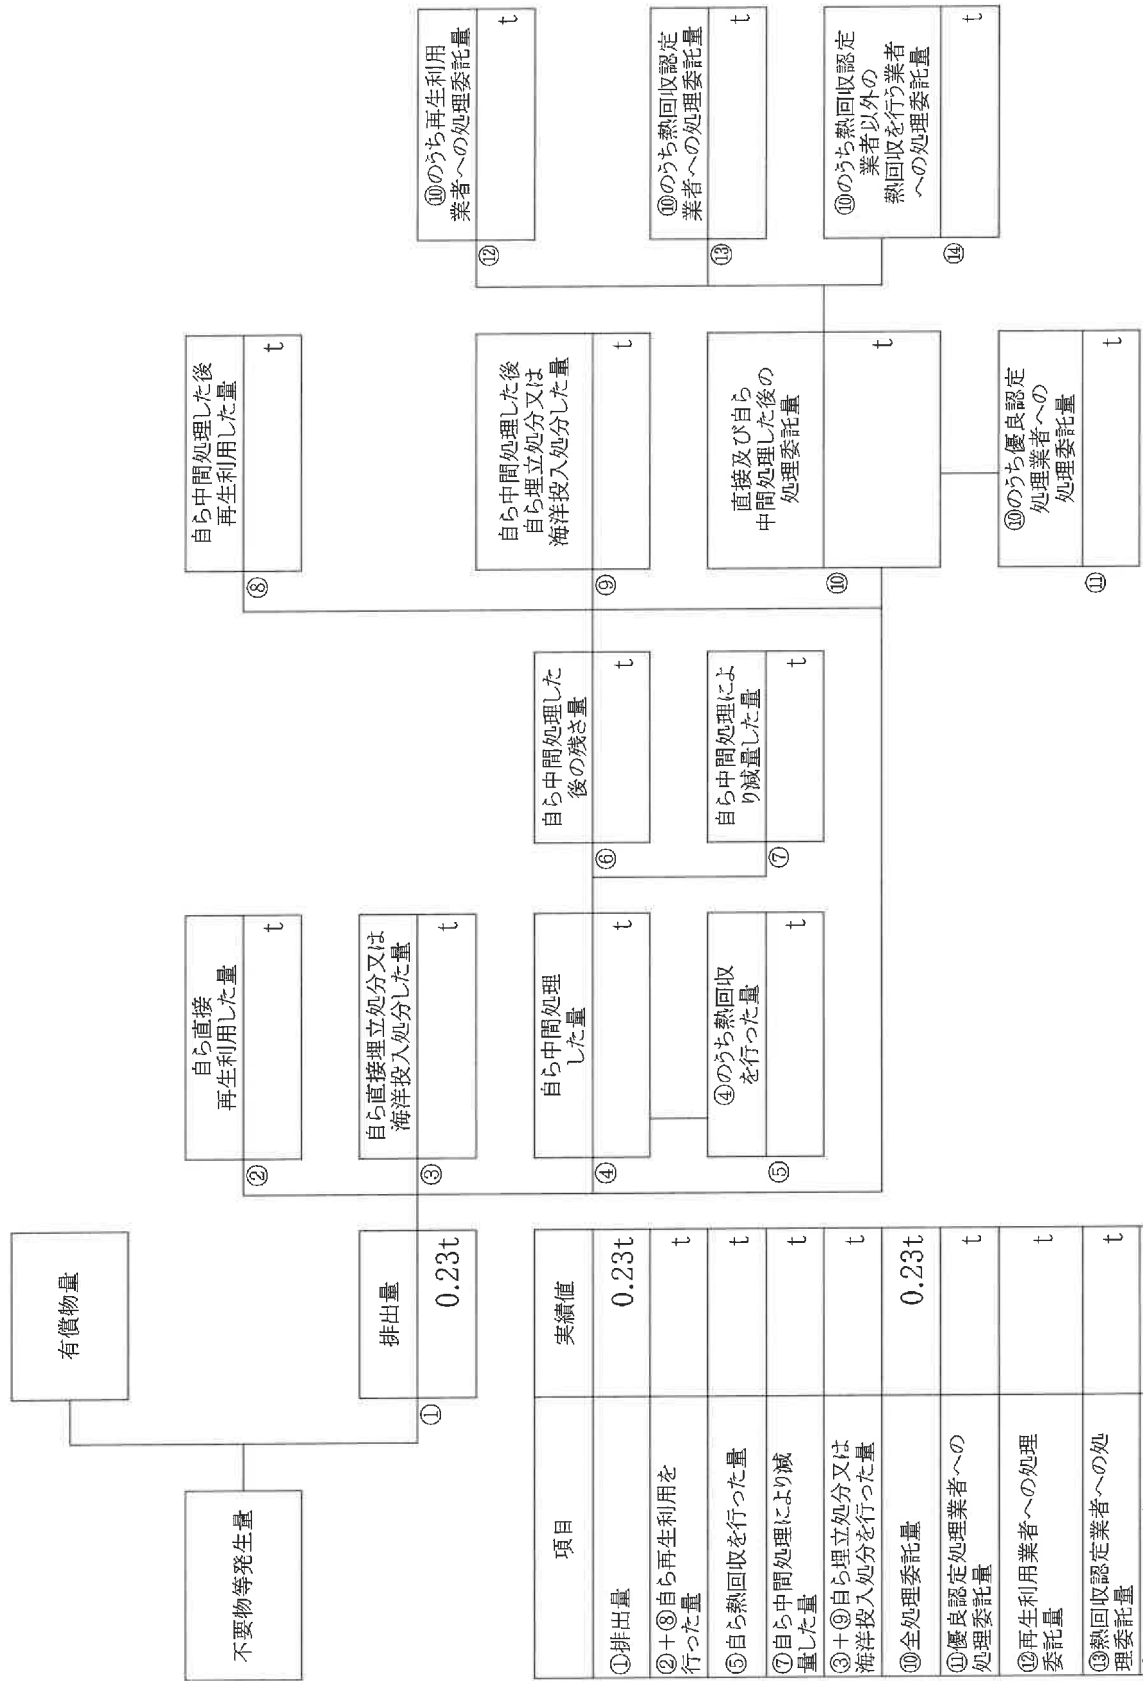 不要物等発生量
有償物量
排出量
①
0.23t
自ら直接
再生利用した量
②
t
自ら直接埋立処分又は
海洋投入処分した量
③
t
自ら中間処理
した量
④
t
④のうち熱回収
を行った量
⑤
t
自ら中間処理した
後の残さ量
⑥
t
自ら中間処理によ
り減量した量
⑦
t
自ら中間処理した後
再生利用した量
⑧
t
自ら中間処理した後
自ら埋立処分又は
海洋投入処分した量
⑨
t
直接及び自ら
中間処理した後の
処理委託量
⑩
t
⑩のうち優良認定
処理業者への
処理委託量
⑪
t
⑩のうち再生利用
業者への処理委託量
⑫
t
⑩のうち熱回収認定
業者への処理委託量
⑬
t
⑩のうち熱回収認定
業者以外の
熱回収を行う業者
への処理委託量
⑭
t
項目 実績値
①排出量 0.23t
②+⑧自ら再生利用を
行った量 t
⑤自ら熱回収を行った量 t
⑦自ら中間処理により減
量した量 t
③+⑨自ら埋立処分又は
海洋投入処分を行った量 t
⑩全処理委託量 0.23t
⑪優良認定処理業者への
処理委託量 t
⑫再生利用業者への処理
委託量 t
⑬熱回収認定業者への処
理委託量 t